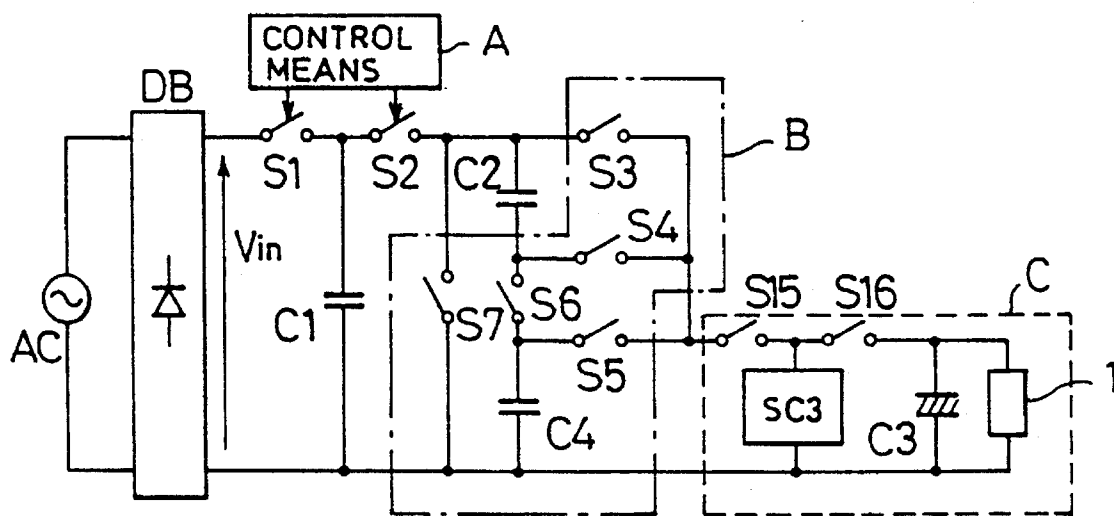 CONTROL
MEANS
A
DB
S1
S2
C2
S3
B
Vin
S4
AC
C1
S7
S6
S5
S15
S16
C
C4
SC3
C3
1